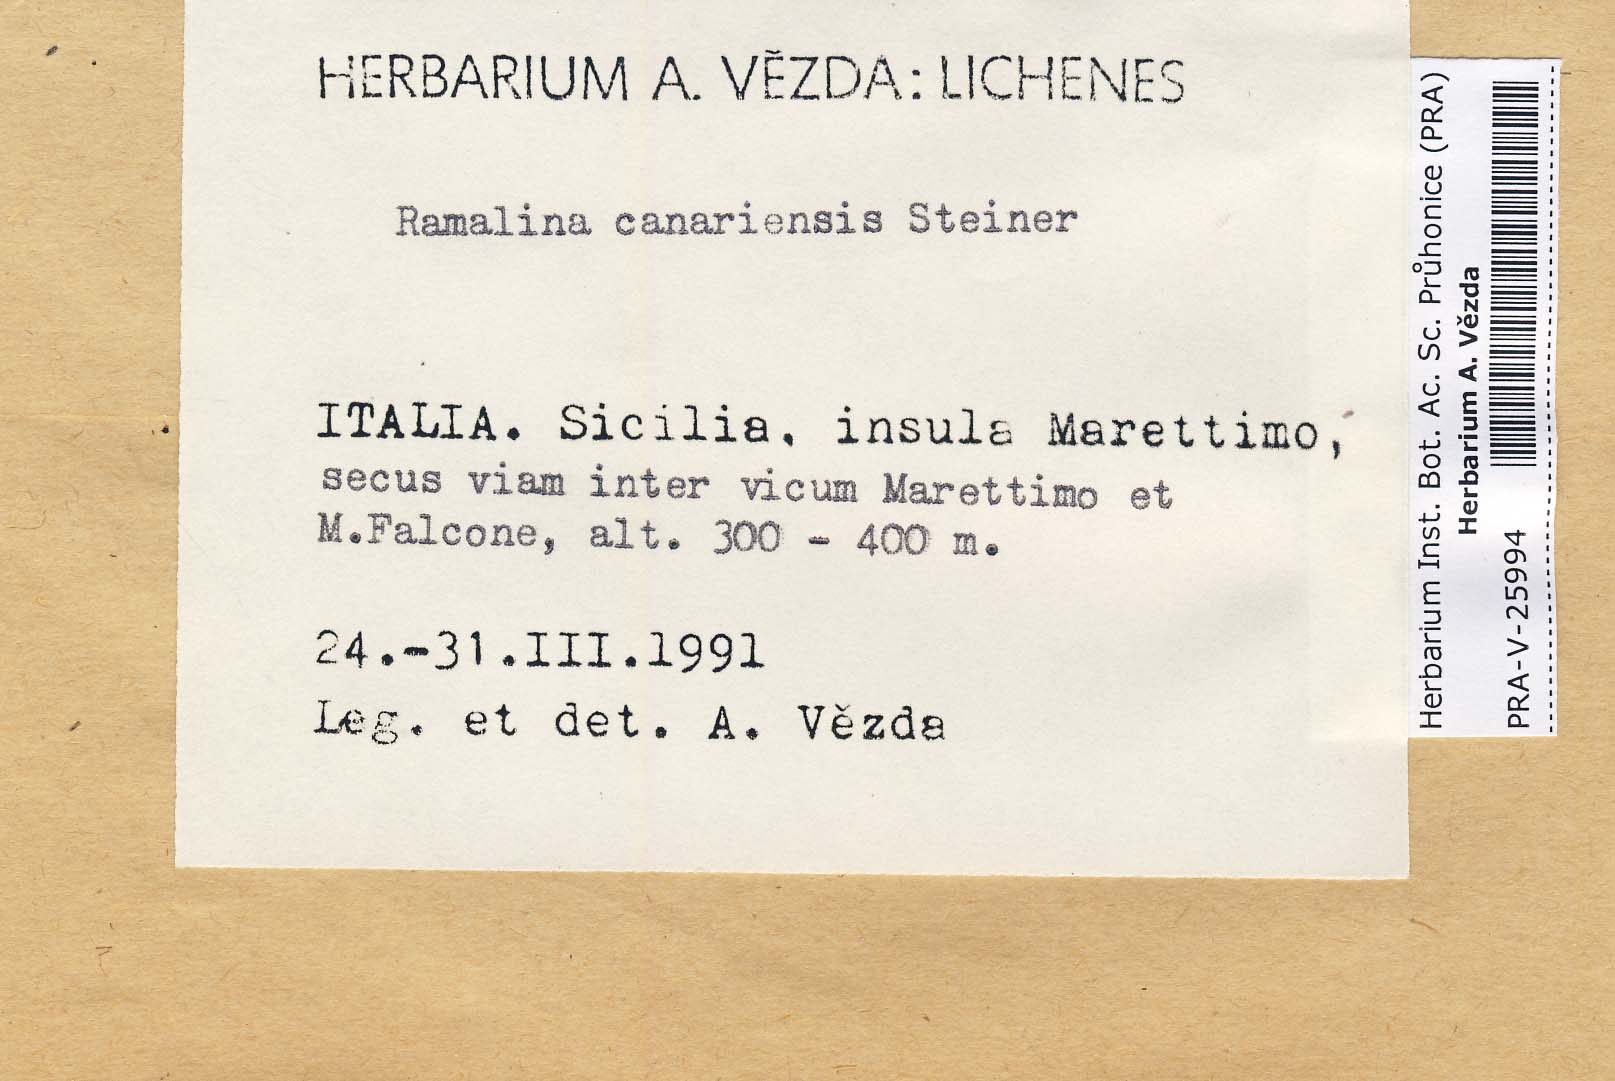 HERBARIUM A. VĚZDA: LICHENES
Ramalina canariensis Steiner
ITALIA. Sicilia. insula Marettimo,
secus viam inter vicum Marettimo et
M.Falcone, alt. 300 - 400 m.
24.-31.III.1991
Leg. et det. A. Vězda
Herbarium Inst. Bot. Ac. Sc. Průhonice (PRA)
Herbarium A. Vězda
PRA-V-25994